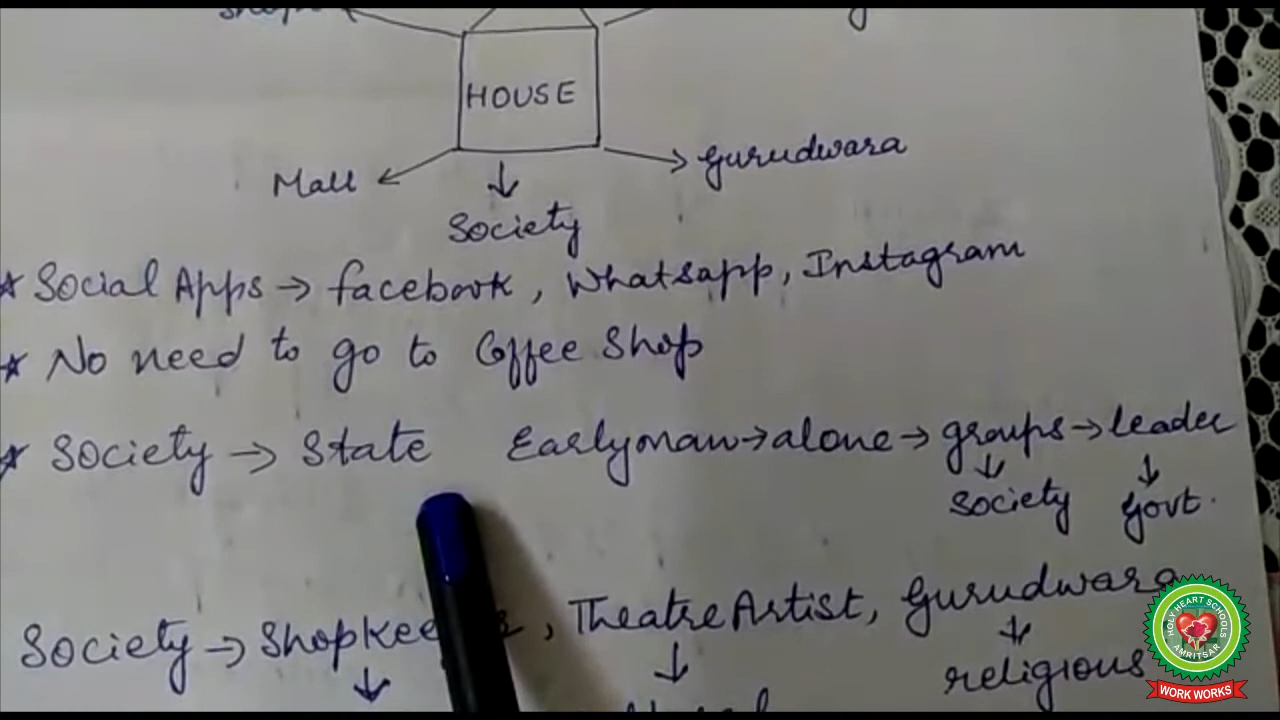 HOUSE
Mall ← → Gurudwara
↓
Society
* Social Apps → facebook, Whatsapp, Instagram
* No need to go to Coffee Shop
* Society → State Earlyman → alone → groups → leader
↓ ↓
Society Govt.
Society → , Theatre Artist, Gurudwara
↓ ↓ ↓
religious
HOLY HEART SCHOOLS
AMRITSAR
WORK WORKS